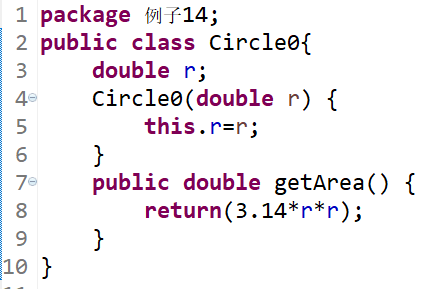 1 package 例子14;
2 public class Circle0{
3     double r;
4     Circle0(double r) {
5         this.r=r;
6     }
7     public double getArea() {
8         return(3.14*r*r);
9     }
10 }